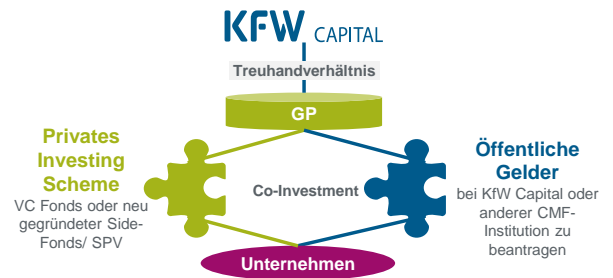 KFW CAPITAL
Treuhandverhältnis
GP
Privates
Investing
Scheme
VC Fonds oder neu
gegründeter Side-
Fonds/ SPV
Co-Investment
Öffentliche
Gelder
bei KfW Capital oder
anderer CMF-
Institution zu
beantragen
Unternehmen